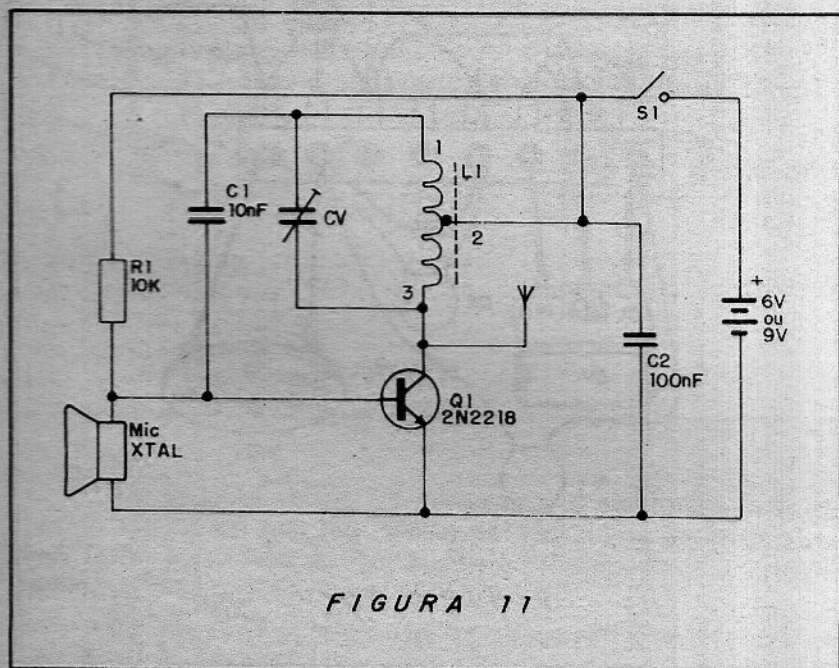 S1
1
L1
C1
10nF
CV
2
R1
10K
3
+
6V
ou
9V
C2
100nF
Q1
2N2218
Mic
XTAL
FIGURA 11